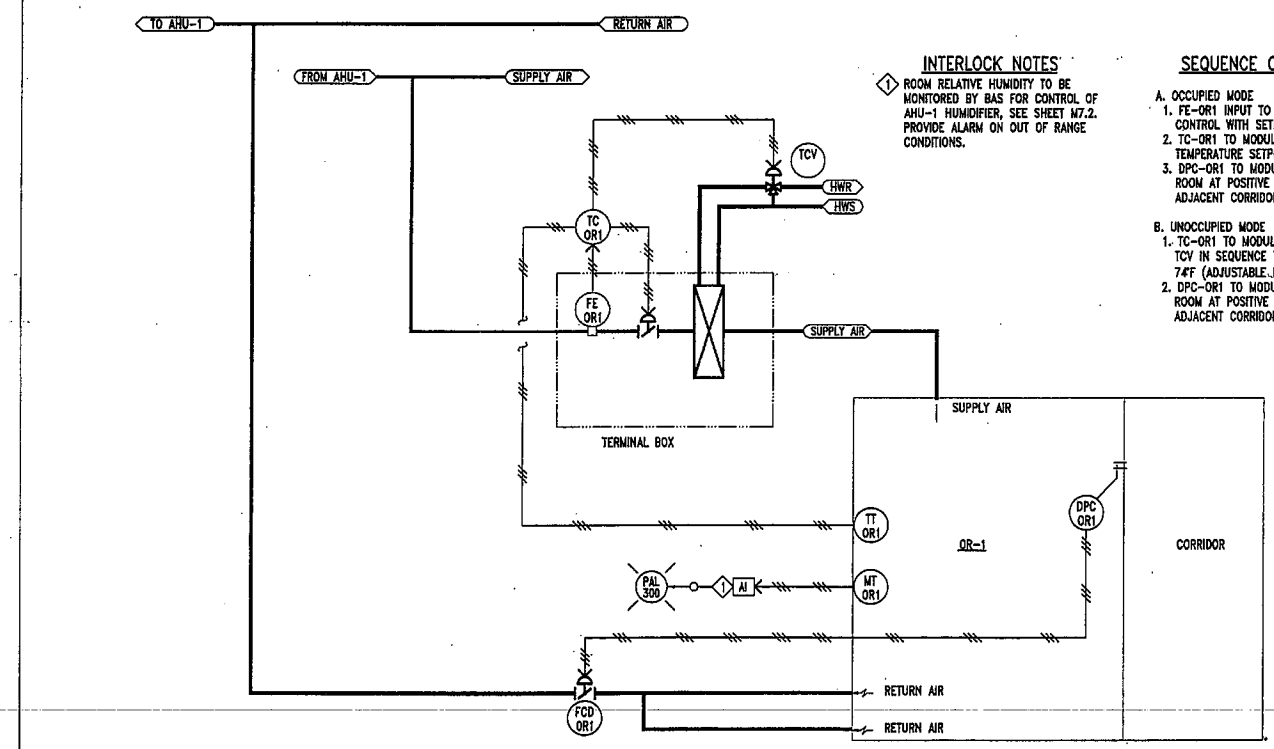 TO AHU-1
RETURN AIR
FROM AHU-1
SUPPLY AIR
INTERLOCK NOTES
1 ROOM RELATIVE HUMIDITY TO BE
MONITORED BY BAS FOR CONTROL OF
AHU-1 HUMIDIFIER, SEE SHEET M7.2.
PROVIDE ALARM ON OUT OF RANGE
CONDITIONS.
SEQUENCE
A. OCCUPIED MODE
1. FE-OR1 INPUT TO
CONTROL WITH SET
2. TC-OR1 TO MODUL
TEMPERATURE SETP
3. DPC-OR1 TO MODU
ROOM AT POSITIVE
ADJACENT CORRIDO
B. UNOCCUPIED MODE
1. TC-OR1 TO MODUL
TCV IN SEQUENCE
74°F (ADJUSTABLE
2. DPC-OR1 TO MODU
ROOM AT POSITIVE
ADJACENT CORRIDO
TCV
HWR
HWS
TC
OR1
FE
OR1
SUPPLY AIR
TERMINAL BOX
SUPPLY AIR
TT
OR1
DPC
OR1
OR-1
CORRIDOR
PAL
300
1
AI
MT
OR1
RETURN AIR
FCD
OR1
RETURN AIR